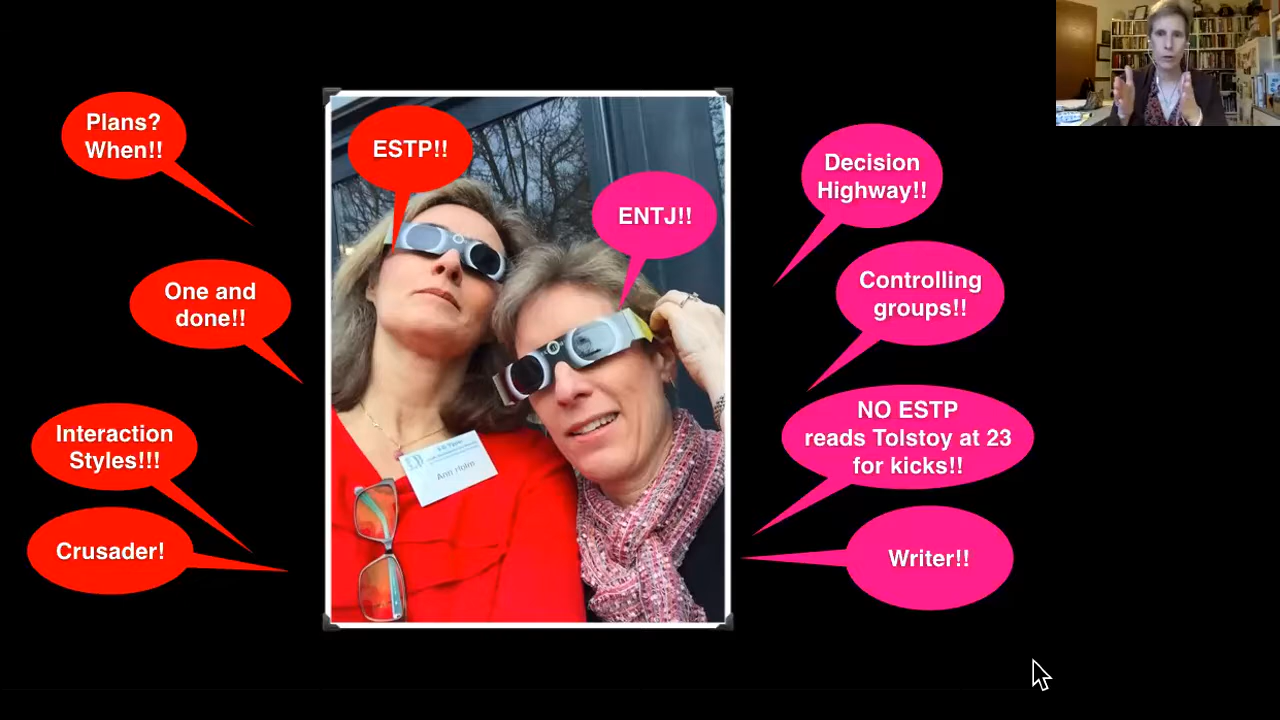 Plans?
When!!
One and
done!!
Interaction
Styles!!!
Crusader!
ESTP!!
ENTJ!!
Ann Holm
Decision
Highway!!
Controlling
groups!!
NO ESTP
reads Tolstoy at 23
for kicks!!
Writer!!